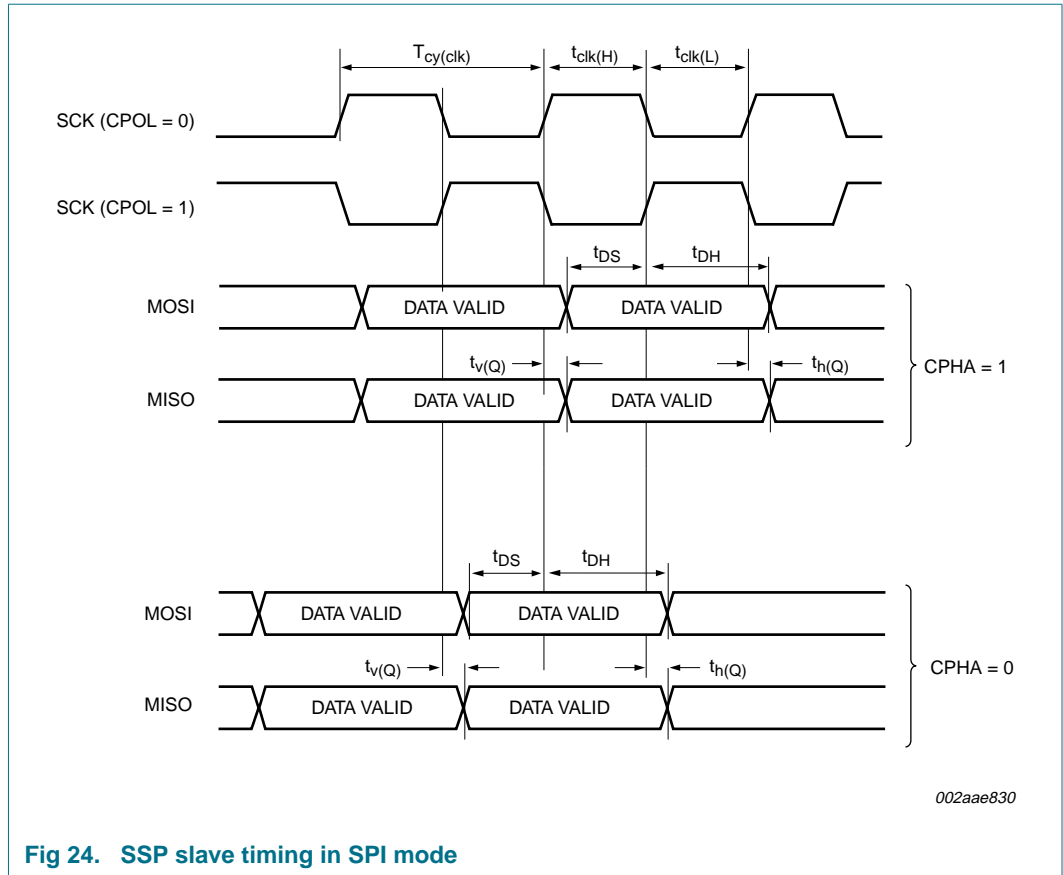 Tcy(clk) tclk(H) tclk(L)
SCK (CPOL = 0)
SCK (CPOL = 1)
tDS tDH
MOSI DATA VALID DATA VALID
tv(Q) th(Q)
CPHA = 1
MISO DATA VALID DATA VALID
tDS tDH
MOSI DATA VALID DATA VALID
tv(Q) th(Q)
CPHA = 0
MISO DATA VALID DATA VALID
002aae830
Fig 24. SSP slave timing in SPI mode